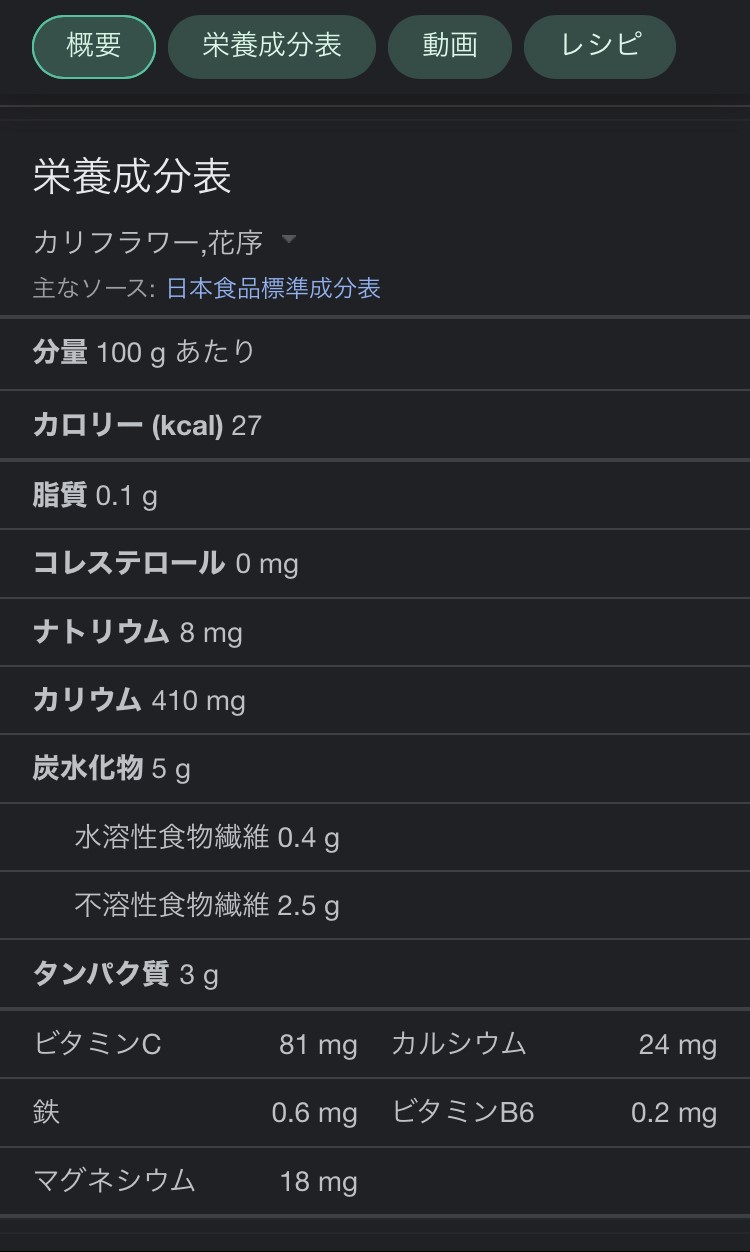 概要 栄養成分表 動画 レシピ
栄養成分表
カリフラワー,花序
主なソース: 日本食品標準成分表
分量 100 g あたり
カロリー (kcal) 27
脂質 0.1 g
コレステロール 0 mg
ナトリウム 8 mg
カリウム 410 mg
炭水化物 5 g
水溶性食物繊維 0.4 g
不溶性食物繊維 2.5 g
タンパク質 3 g
ビタミンC 81 mg カルシウム 24 mg
鉄 0.6 mg ビタミンB6 0.2 mg
マグネシウム 18 mg